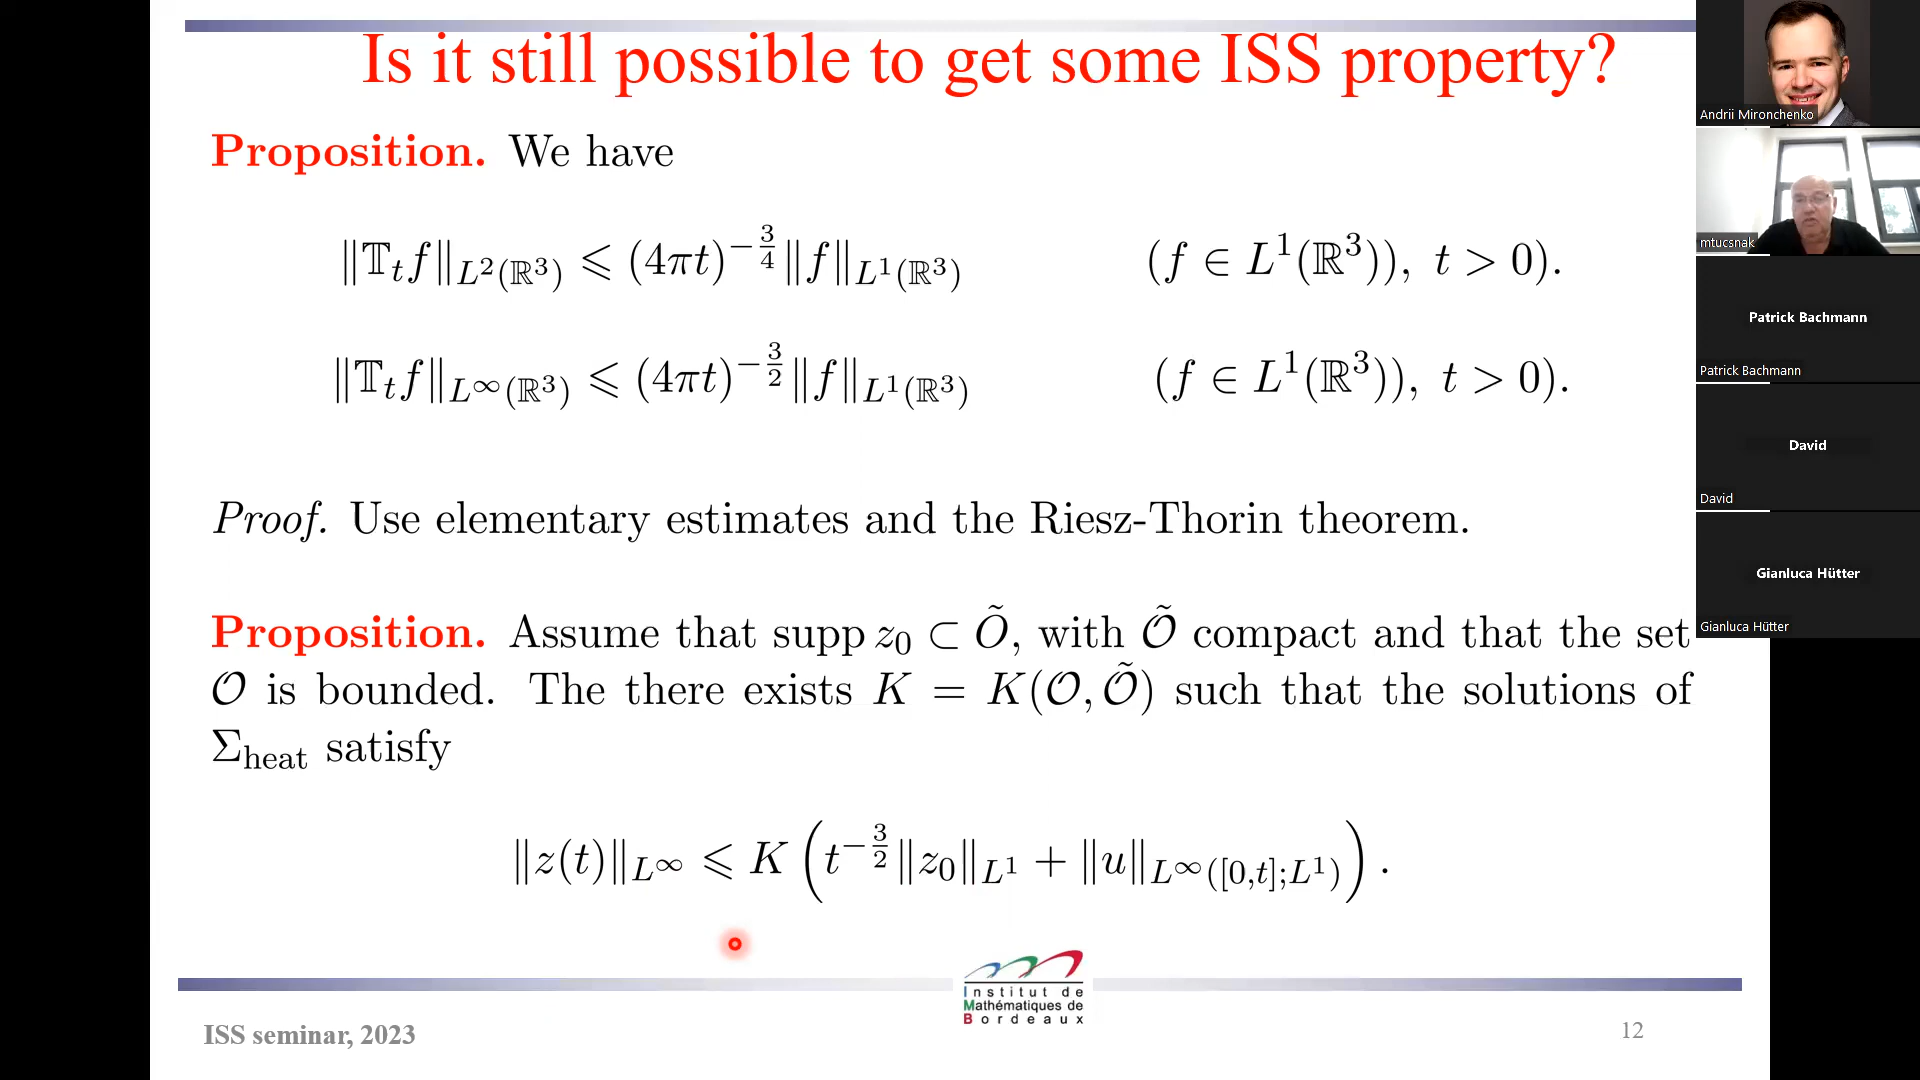 Is it still possible to get some ISS property?
Proposition. We have
‖𝕋ₜf‖_{L²(ℝ³)} ⩽ (4πt)^{-3/4}‖f‖_{L¹(ℝ³)} (f ∈ L¹(ℝ³)), t > 0).
‖𝕋ₜf‖_{L^∞(ℝ³)} ⩽ (4πt)^{-3/2}‖f‖_{L¹(ℝ³)} (f ∈ L¹(ℝ³)), t > 0).
Proof. Use elementary estimates and the Riesz-Thorin theorem.
Proposition. Assume that supp z₀ ⊂ Õ, with 𝒪̃ compact and that the set
𝒪 is bounded. The there exists K = K(𝒪, 𝒪̃) such that the solutions of
Σ_{heat} satisfy
‖z(t)‖_{L^∞} ⩽ K (t^{-3/2}‖z₀‖_{L¹} + ‖u‖_{L^∞([0,t];L¹)}).
Institut de
Mathématiques de
Bordeaux
ISS seminar, 2023
12
Andrii Mironchenko
mtucsnak
Patrick Bachmann
Patrick Bachmann
David
David
Gianluca Hütter
Gianluca Hütter